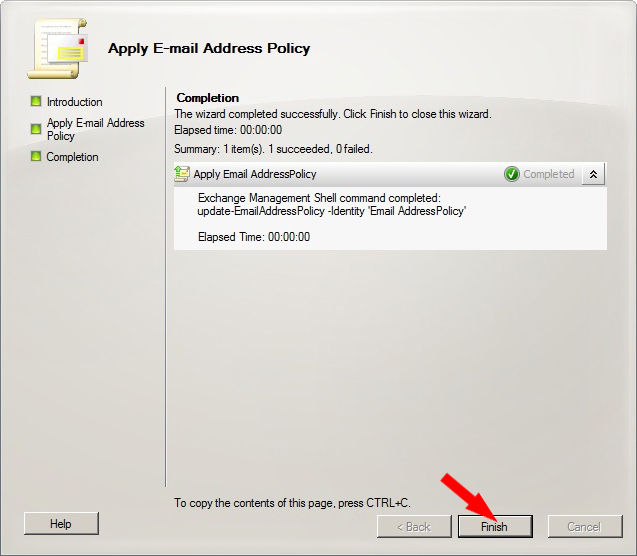 Apply E-mail Address Policy
Introduction
Apply E-mail Address
Policy
Completion
Completion
The wizard completed successfully. Click Finish to close this wizard.
Elapsed time: 00:00:00
Summary: 1 item(s). 1 succeeded, 0 failed.
Apply Email AddressPolicy
Completed
Exchange Management Shell command completed:
update-EmailAddressPolicy -Identity 'Email AddressPolicy'
Elapsed Time: 00:00:00
To copy the contents of this page, press CTRL+C.
Help
< Back
Finish
Cancel